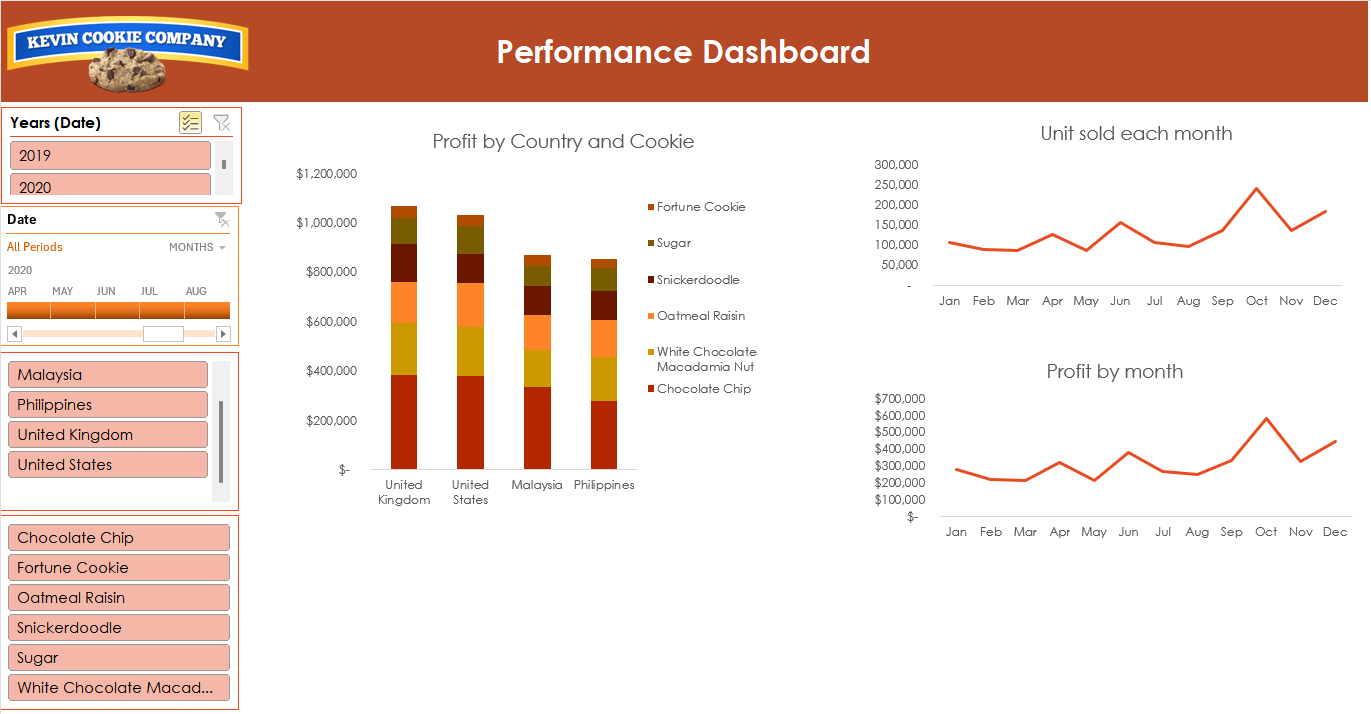 KEVIN COOKIE COMPANY
Performance Dashboard
Years (Date)
2019
2020
Date
All Periods
MONTHS
2020
APR MAY JUN JUL AUG
Malaysia
Philippines
United Kingdom
United States
Chocolate Chip
Fortune Cookie
Oatmeal Raisin
Snickerdoodle
Sugar
White Chocolate Macad...
Profit by Country and Cookie
$1,200,000
$1,000,000
$800,000
$600,000
$400,000
$200,000
$-
United Kingdom
United States
Malaysia
Philippines
Fortune Cookie
Sugar
Snickerdoodle
Oatmeal Raisin
White Chocolate
Macadamia Nut
Chocolate Chip
Unit sold each month
300,000
250,000
200,000
150,000
100,000
50,000
-
Jan Feb Mar Apr May Jun Jul Aug Sep Oct Nov Dec
Profit by month
$700,000
$600,000
$500,000
$400,000
$300,000
$200,000
$100,000
$-
Jan Feb Mar Apr May Jun Jul Aug Sep Oct Nov Dec